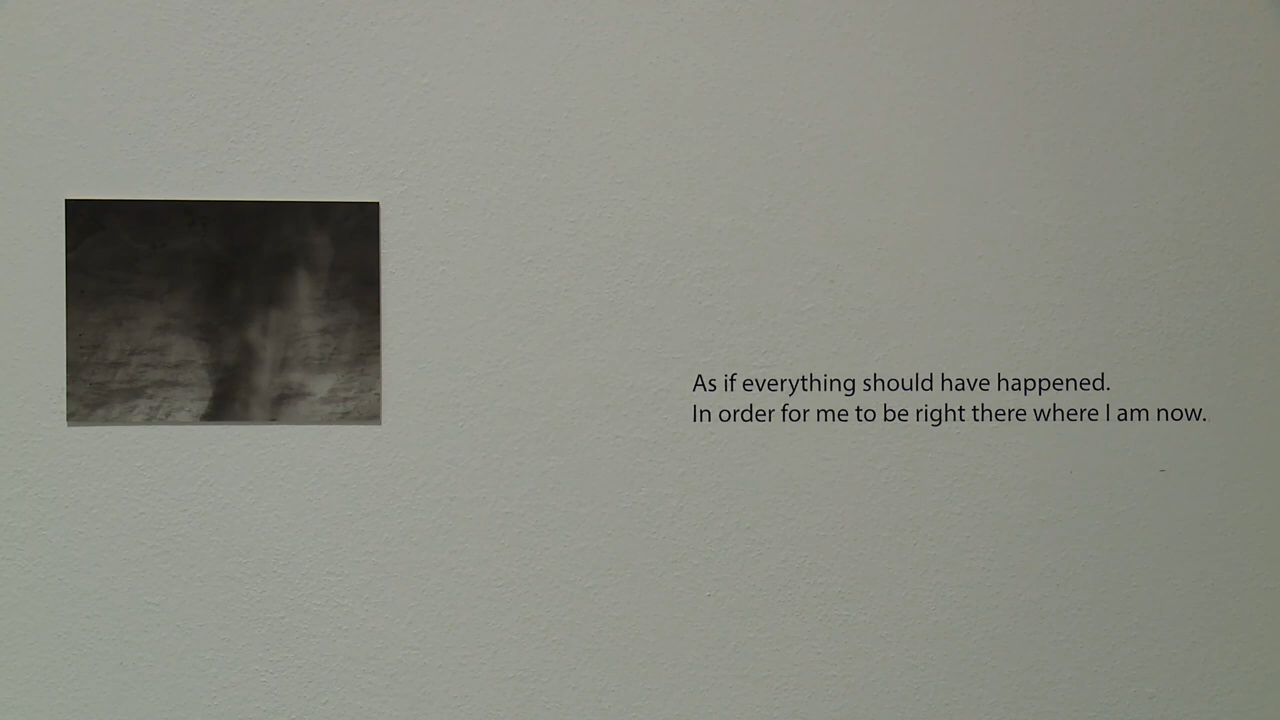 As if everything should have happened.
In order for me to be right there where I am now.